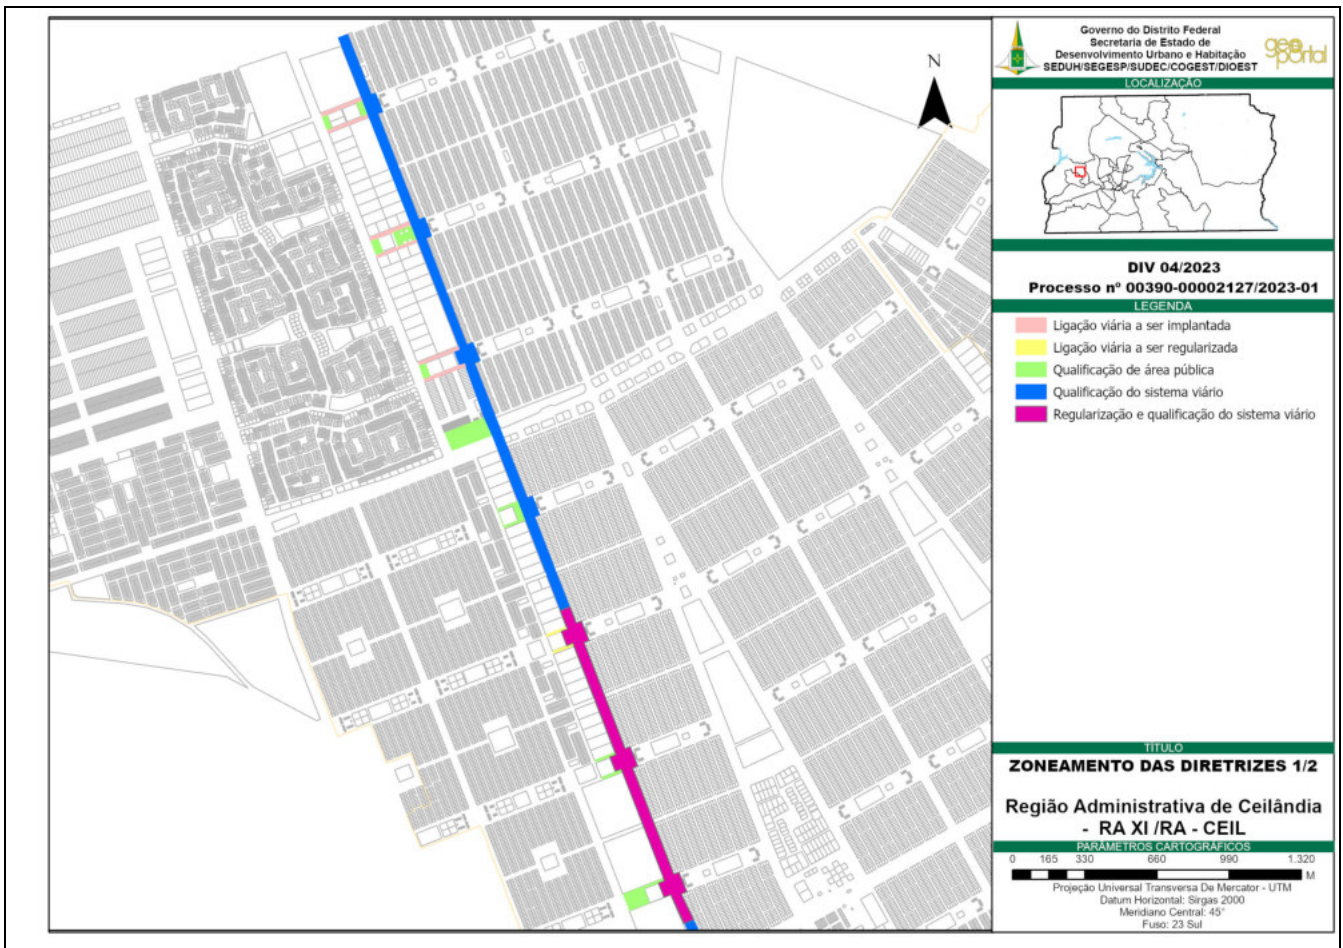 N
Governo do Distrito Federal
Secretaria de Estado de
Desenvolvimento Urbano e Habitação
SEDUH/SEGESP/SUDEC/COGEST/DIOEST
geo
portal
LOCALIZAÇÃO
DIV 04/2023
Processo nº 00390-00002127/2023-01
LEGENDA
Ligação viária a ser implantada
Ligação viária a ser regularizada
Qualificação de área pública
Qualificação do sistema viário
Regularização e qualificação do sistema viário
TÍTULO
ZONEAMENTO DAS DIRETRIZES 1/2
Região Administrativa de Ceilândia
- RA XI /RA - CEIL
PARÂMETROS CARTOGRÁFICOS
0 165 330 660 990 1.320
M
Projeção Universal Transversa De Mercator - UTM
Datum Horizontal: Sirgas 2000
Meridiano Central: 45°
Fuso: 23 Sul